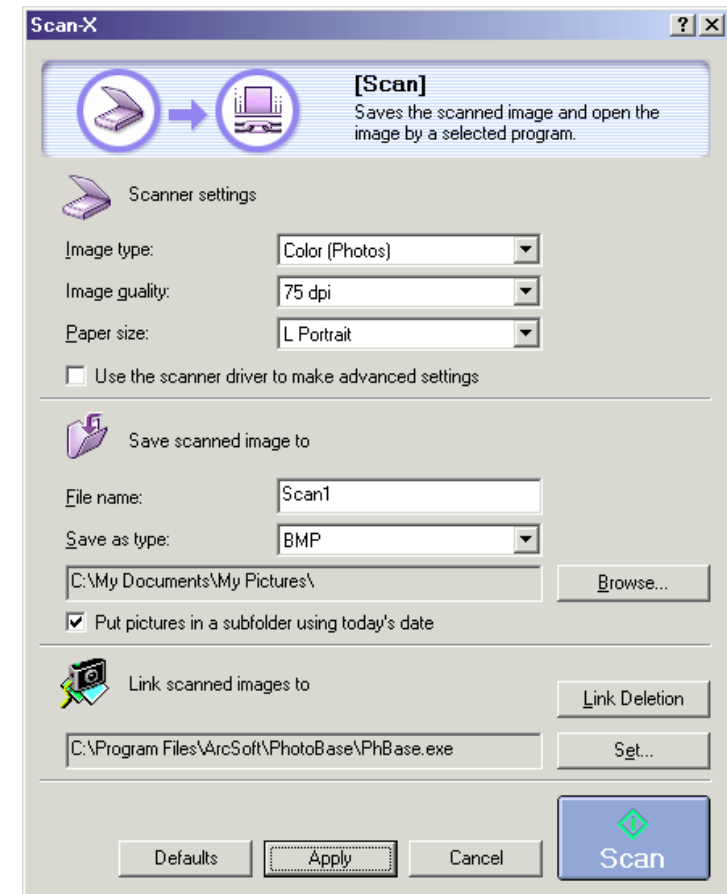 Scan-X
[Scan]
Saves the scanned image and open the
image by a selected program.
Scanner settings
Image type: Color (Photos)
Image quality: 75 dpi
Paper size: L Portrait
Use the scanner driver to make advanced settings
Save scanned image to
File name: Scan1
Save as type: BMP
C:\My Documents\My Pictures\ Browse...
Put pictures in a subfolder using today's date
Link scanned images to
Link Deletion
C:\Program Files\ArcSoft\PhotoBase\PhBase.exe Set...
Defaults Apply Cancel Scan